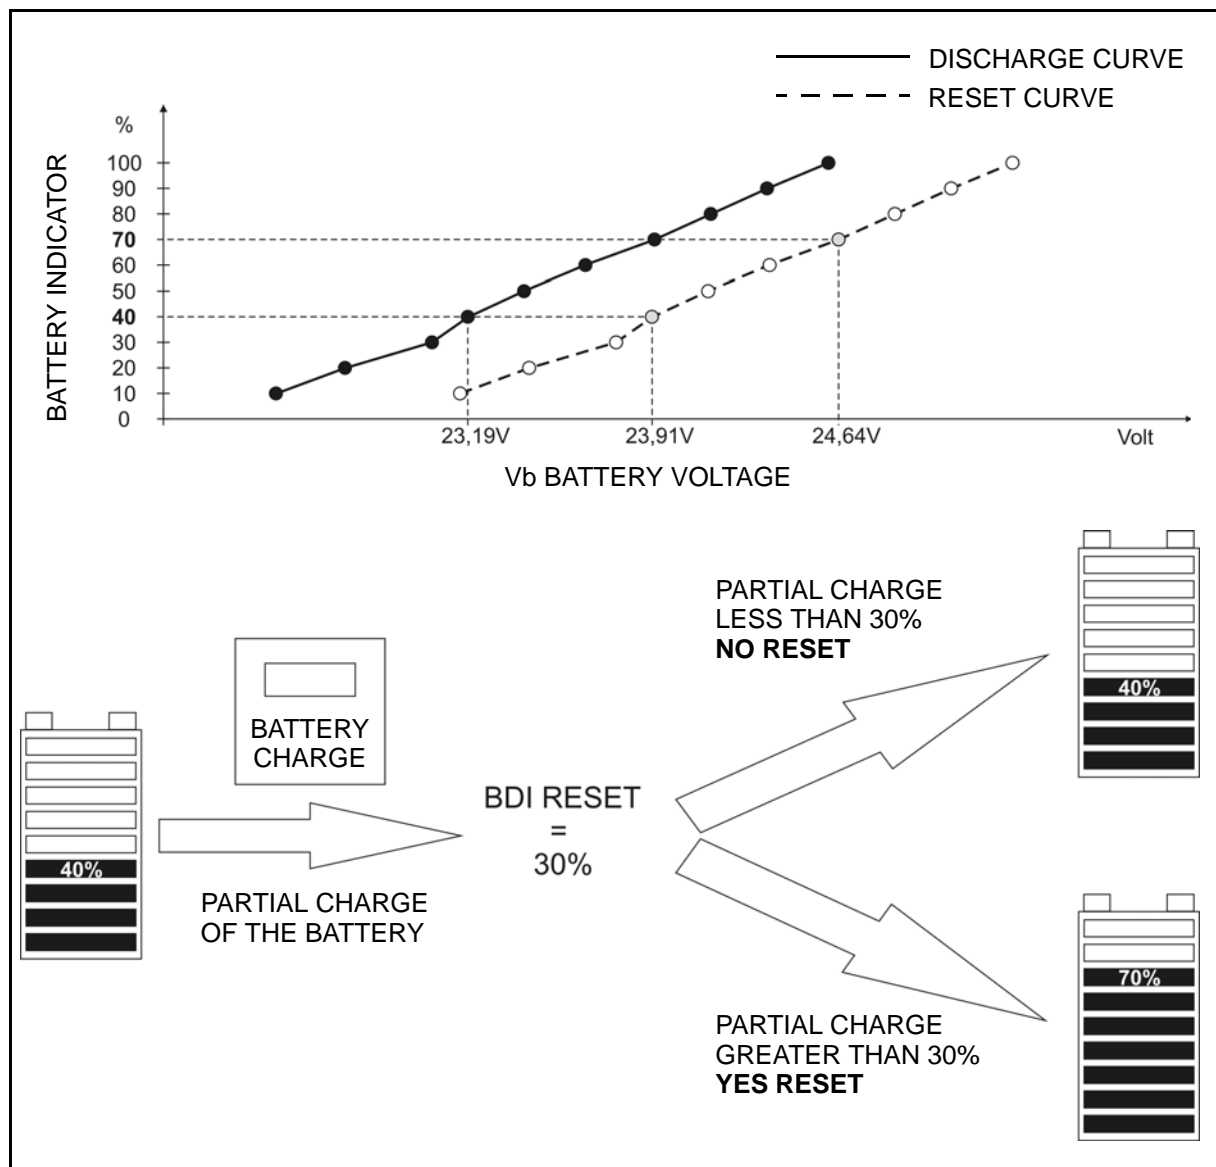 DISCHARGE CURVE
RESET CURVE
BATTERY INDICATOR
%
100
90
80
70
60
50
40
30
20
10
0
23,19V 23,91V 24,64V Volt
Vb BATTERY VOLTAGE
PARTIAL CHARGE
LESS THAN 30%
NO RESET
40%
BATTERY
CHARGE
40%
BDI RESET
=
30%
PARTIAL CHARGE
OF THE BATTERY
70%
PARTIAL CHARGE
GREATER THAN 30%
YES RESET